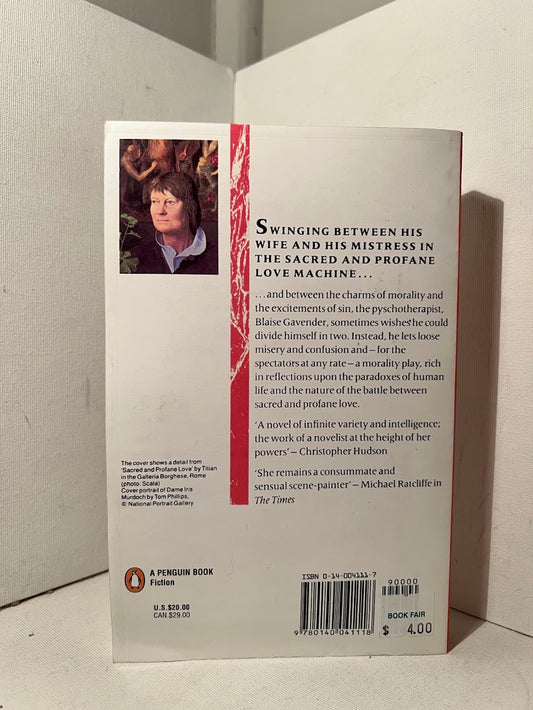 SWINGING BETWEEN HIS
WIFE AND HIS MISTRESS IN
THE SACRED AND PROFANE
LOVE MACHINE...
...and between the charms of morality and
the excitements of sin, the pyschotherapist,
Blaise Gavender, sometimes wishes he could
divide himself in two. Instead, he lets loose
misery and confusion and – for the
spectators at any rate – a morality play, rich
in reflections upon the paradoxes of human
life and the nature of the battle between
sacred and profane love.
'A novel of infinite variety and intelligence;
the work of a novelist at the height of her
powers' – Christopher Hudson
'She remains a consummate and
sensual scene-painter' – Michael Ratcliffe in
The Times
The cover shows a detail from
'Sacred and Profane Love' by Titian
in the Galleria Borghese, Rome
(photo: Scala)
Cover portrait of Dame Iris
Murdoch by Tom Phillips,
© National Portrait Gallery
A PENGUIN BOOK
Fiction
U.S.$20.00
CAN.$29.00
ISBN 0-14-004111-7
90000
9 780140 041118
BOOK FAIR
$ 4.00